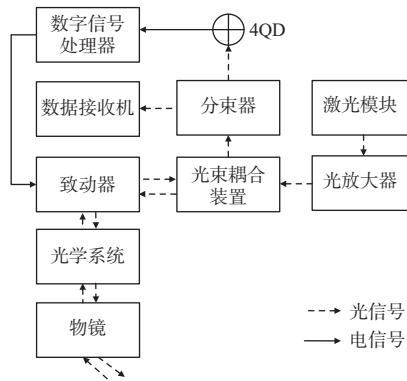 数字信号
处理器
4QD
数据接收机
分束器
激光模块
致动器
光束耦合
装置
光放大器
光学系统
物镜
光信号
电信号